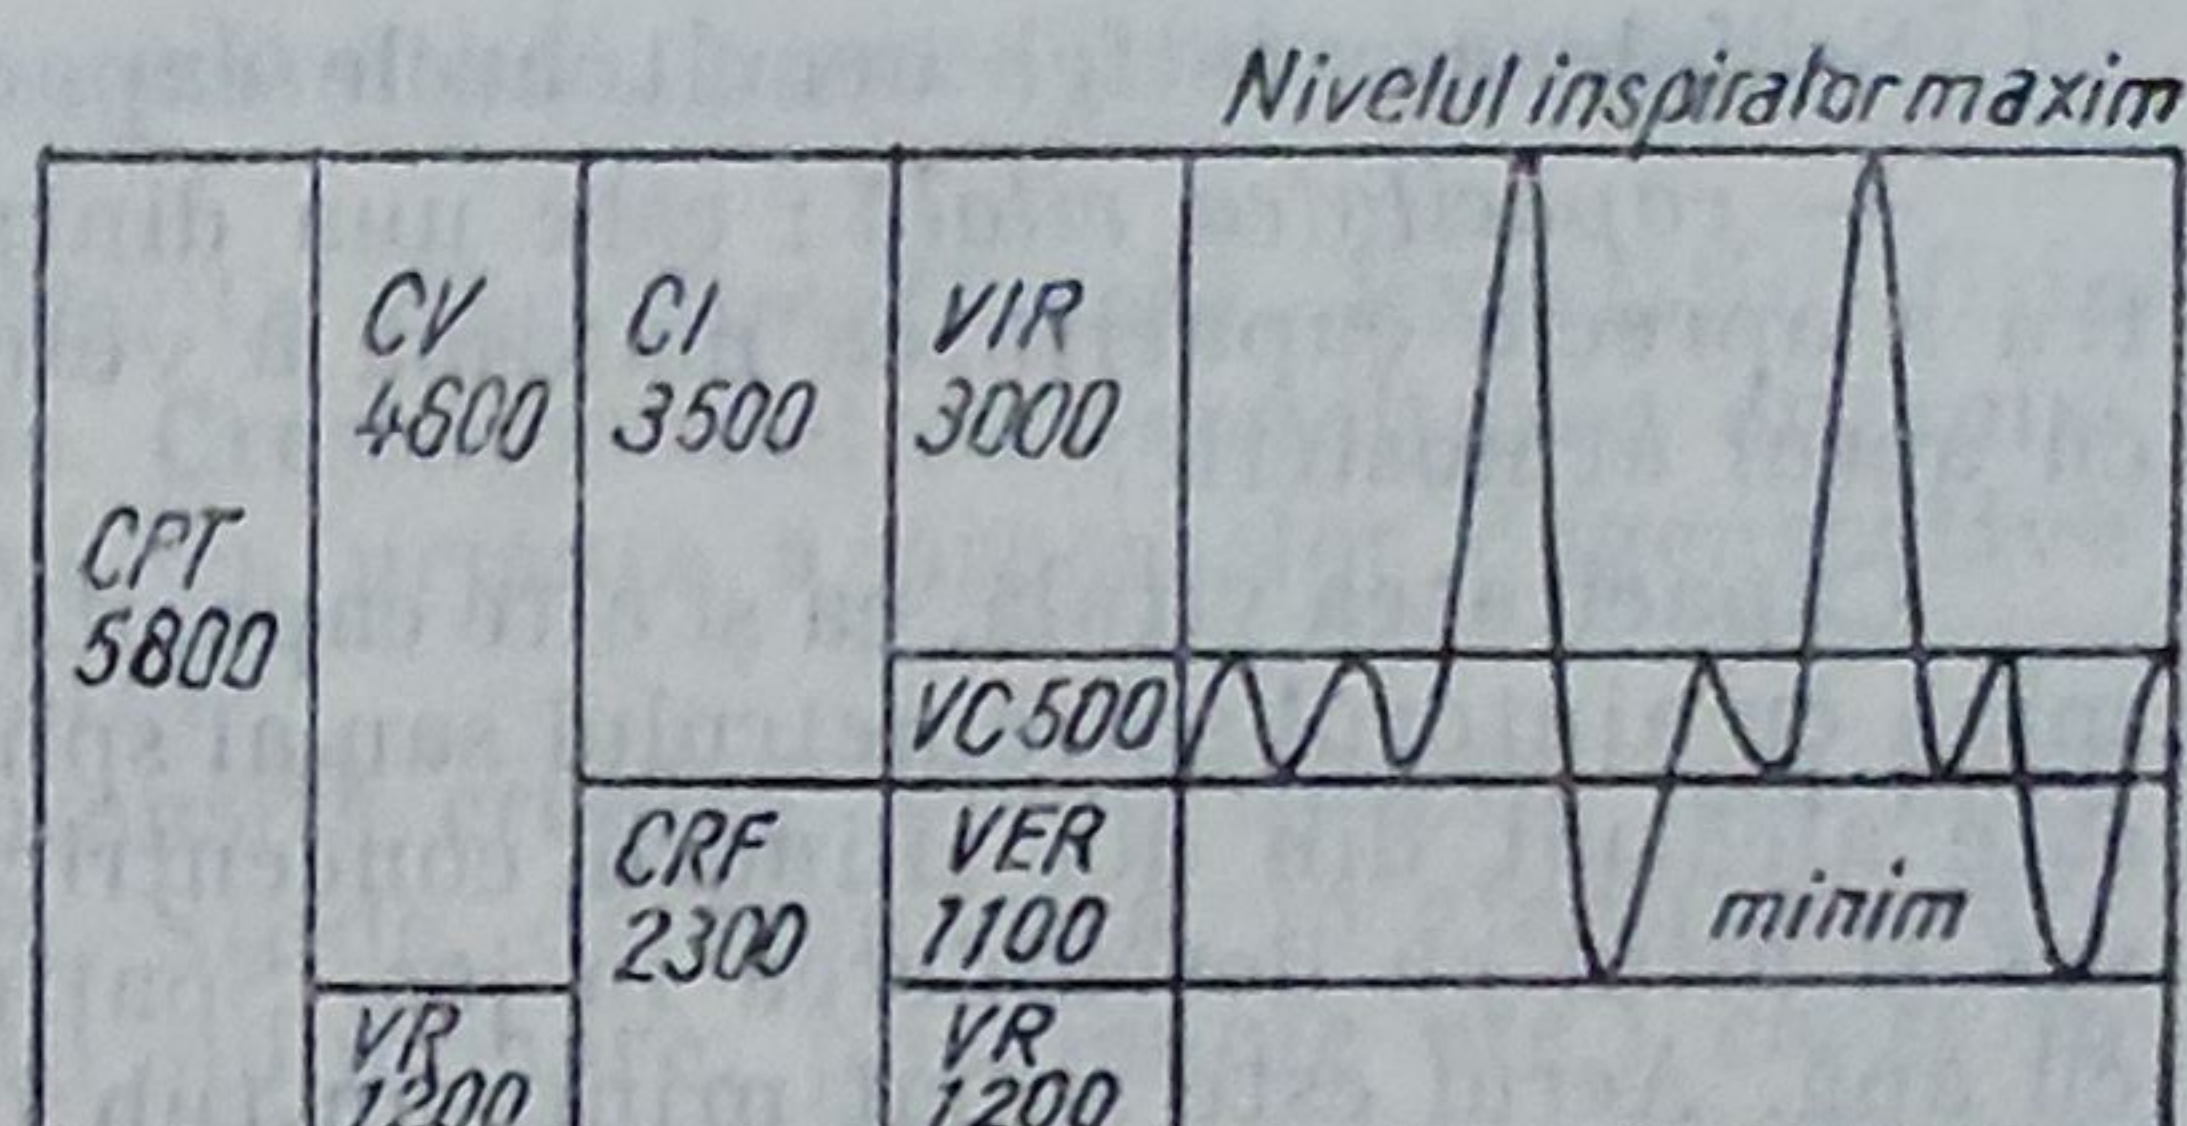 Nivelul inspirator maxim
CPT
5800
CV
4600
CI
3500
VIR
3000
VC 500
CRF
2300
VER
1100
minim
VR
1200
VR
1200